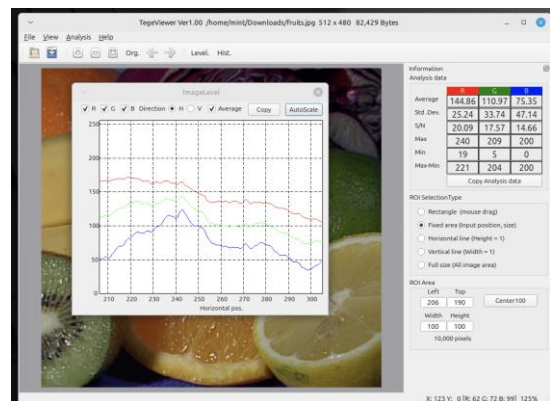 TegeViewer Ver1.00 /home/mint/Downloads/fruits.jpg 512 x 480 82,429 Bytes
File View Analysis Help
Org. Level. Hist.
ImageLevel
R G B Direction H V Average Copy AutoScale
250
200
150
100
50
0
210 220 230 240 250 260 270 280 290 300
Horizontal pos.
Information
Analysis data
R G B
Average 144.86 110.97 75.35
Std .Dev. 25.24 33.74 47.14
S/N 20.09 17.57 14.66
Max 240 209 200
Min 19 5 0
Max-Min 221 204 200
Copy Analysis data
ROI SelectionType
Rectangle (mouse drag)
Fixed area (Input position, size)
Horizontal line (Height = 1)
Vertical line (Width = 1)
Full size (All image area)
ROI Area
Left Top
206 190 Center100
Width Height
100 100
10,000 pixels
X: 123 Y: 0 [R: 62 G: 72 B: 99] 125%